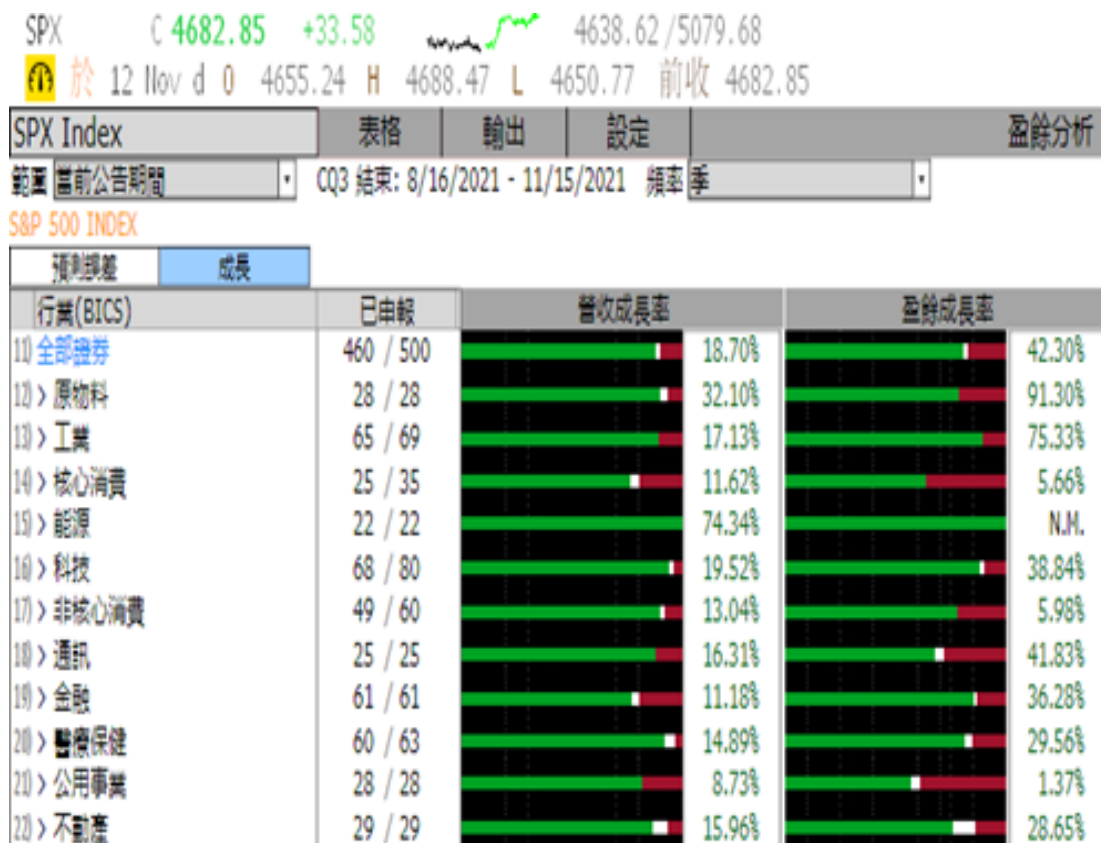 SPX C 4682.85 +33.58 4638.62/5079.68
於 12 Nov d O 4655.24 H 4688.47 L 4650.77 前收 4682.85
SPX Index 表格 輸出 設定 盈餘分析
範圍 當前公告期間 CQ3 結束: 8/16/2021 - 11/15/2021 頻率 季
S&P 500 INDEX
預測誤差 成長
行業(BICS) 已申報 營收成長率 盈餘成長率
11) 全部證券 460 / 500 18.70% 42.30%
12) > 原物料 28 / 28 32.10% 91.30%
13) > 工業 65 / 69 17.13% 75.33%
14) > 核心消費 25 / 35 11.62% 5.66%
15) > 能源 22 / 22 74.34% N.M.
16) > 科技 68 / 80 19.52% 38.84%
17) > 非核心消費 49 / 60 13.04% 5.98%
18) > 通訊 25 / 25 16.31% 41.83%
19) > 金融 61 / 61 11.18% 36.28%
20) > 醫療保健 60 / 63 14.89% 29.56%
21) > 公用事業 28 / 28 8.73% 1.37%
22) > 不動產 29 / 29 15.96% 28.65%